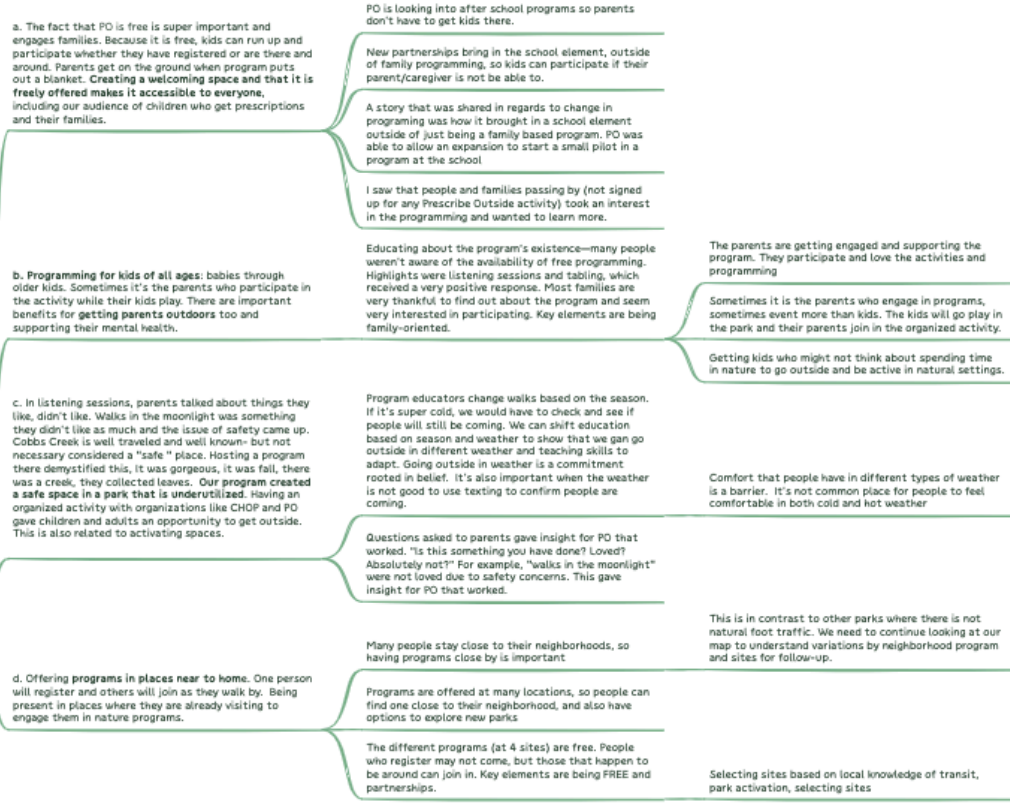 a. The fact that PO is free is super important and
engages families. Because it is free, kids can run up and
participate whether they have registered or are there and
around. Parents get on the ground when program puts
out a blanket. Creating a welcoming space and that it is
freely offered makes it accessible to everyone,
including our audience of children who get prescriptions
and their families.
PO is looking into after school programs so parents
don't have to get kids there.
New partnerships bring in the school element, outside
of family programming, so kids can participate if their
parent/caregiver is not be able to.
A story that was shared in regards to change in
programing was how it brought in a school element
outside of just being a family based program. PO was
able to allow an expansion to start a small pilot in a
program at the school
I saw that people and families passing by (not signed
up for any Prescribe Outside activity) took an interest
in the programming and wanted to learn more.
b. Programming for kids of all ages: babies through
older kids. Sometimes it's the parents who participate in
the activity while their kids play. There are important
benefits for getting parents outdoors too and
supporting their mental health.
Educating about the program's existence—many people
weren't aware of the availability of free programming.
Highlights were listening sessions and tabling, which
received a very positive response. Most families are
very thankful to find out about the program and seem
very interested in participating. Key elements are being
family-oriented.
The parents are getting engaged and supporting the
program. They participate and love the activities and
programming
Sometimes it is the parents who engage in programs,
sometimes event more than kids. The kids will go play in
the park and their parents join in the organized activity.
Getting kids who might not think about spending time
in nature to go outside and be active in natural settings.
c. In listening sessions, parents talked about things they
like, didn't like. Walks in the moonlight was something
they didn't like as much and the issue of safety came up.
Cobbs Creek is well traveled and well known- but not
necessary considered a "safe " place. Hosting a program
there demystified this, It was gorgeous, it was fall, there
was a creek, they collected leaves. Our program created
a safe space in a park that is underutilized. Having an
organized activity with organizations like CHOP and PO
gave children and adults an opportunity to get outside.
This is also related to activating spaces.
Program educators change walks based on the season.
If it's super cold, we would have to check and see if
people will still be coming. We can shift education
based on season and weather to show that we gan go
outside in different weather and teaching skills to
adapt. Going outside in weather is a commitment
rooted in belief. It's also important when the weather
is not good to use texting to confirm people are
coming.
Comfort that people have in different types of weather
is a barrier. It's not common place for people to feel
comfortable in both cold and hot weather
Questions asked to parents gave insight for PO that
worked. "Is this something you have done? Loved?
Absolutely not?" For example, "walks in the moonlight"
were not loved due to safety concerns. This gave
insight for PO that worked.
d. Offering programs in places near to home. One person
will register and others will join as they walk by. Being
present in places where they are already visiting to
engage them in nature programs.
Many people stay close to their neighborhoods, so
having programs close by is important
This is in contrast to other parks where there is not
natural foot traffic. We need to continue looking at our
map to understand variations by neighborhood program
and sites for follow-up.
Programs are offered at many locations, so people can
find one close to their neighborhood, and also have
options to explore new parks
The different programs (at 4 sites) are free. People
who register may not come, but those that happen to
be around can join in. Key elements are being FREE and
partnerships.
Selecting sites based on local knowledge of transit,
park activation, selecting sites